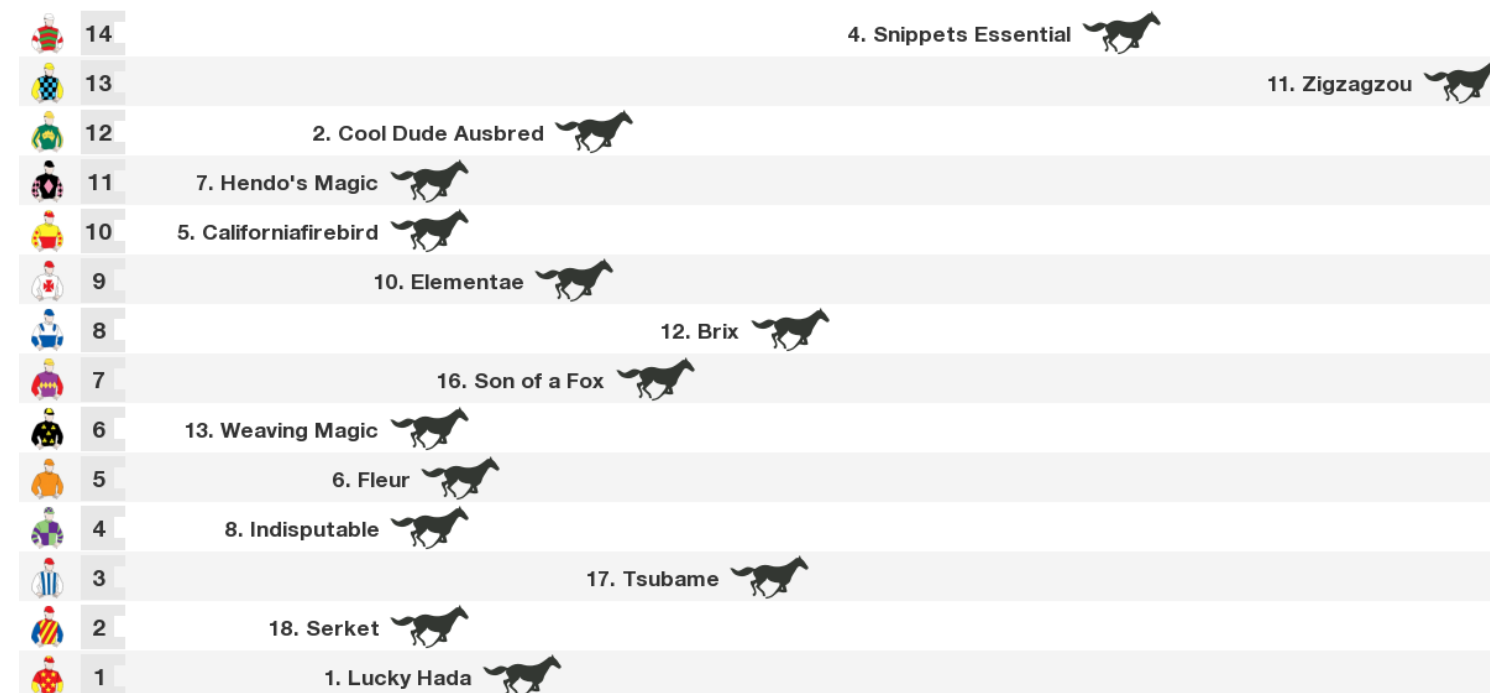 14 4. Snippets Essential
13 11. Zigzagzou
12 2. Cool Dude Ausbred
11 7. Hendo's Magic
10 5. Californiafirebird
9 10. Elementae
8 12. Brix
7 16. Son of a Fox
6 13. Weaving Magic
5 6. Fleur
4 8. Indisputable
3 17. Tsubame
2 18. Serket
1 1. Lucky Hada